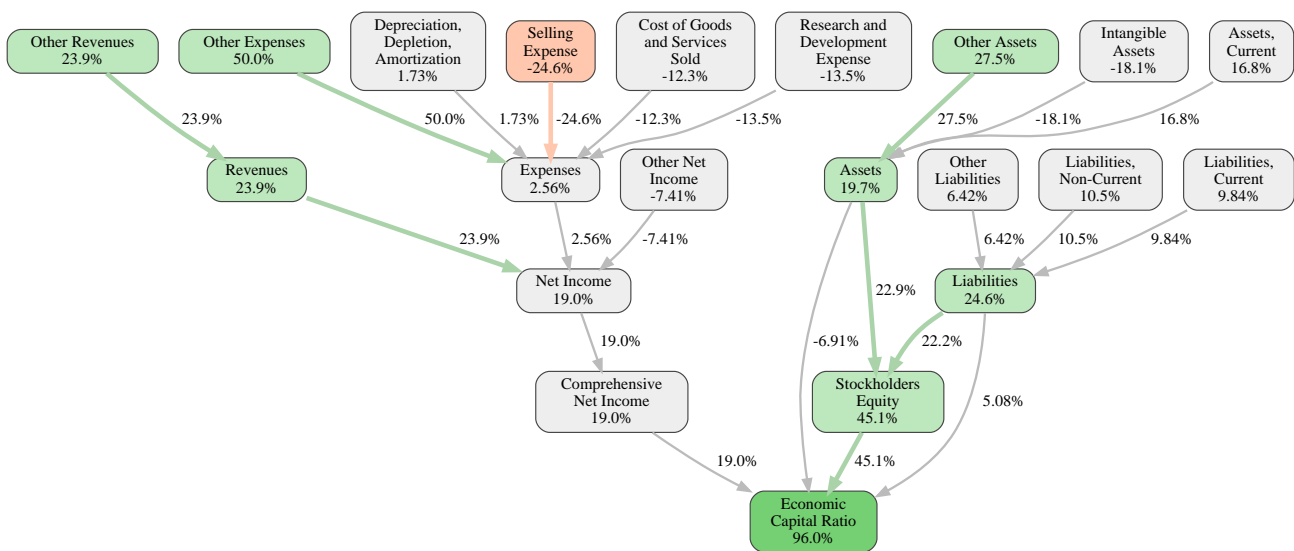 Other Revenues
23.9%
Other Expenses
50.0%
Depreciation,
Depletion,
Amortization
1.73%
Selling
Expense
-24.6%
Cost of Goods
and Services
Sold
-12.3%
Research and
Development
Expense
-13.5%
Other Assets
27.5%
Intangible
Assets
-18.1%
Assets,
Current
16.8%
23.9%
50.0%
1.73%
-24.6%
-12.3%
-13.5%
27.5%
-18.1%
16.8%
Revenues
23.9%
Expenses
2.56%
Other Net
Income
-7.41%
Assets
19.7%
Other
Liabilities
6.42%
Liabilities,
Non-Current
10.5%
Liabilities,
Current
9.84%
23.9%
2.56%
-7.41%
6.42%
10.5%
9.84%
Net Income
19.0%
22.9%
Liabilities
24.6%
19.0%
-6.91%
22.2%
Comprehensive
Net Income
19.0%
Stockholders
Equity
45.1%
5.08%
19.0%
45.1%
Economic
Capital Ratio
96.0%